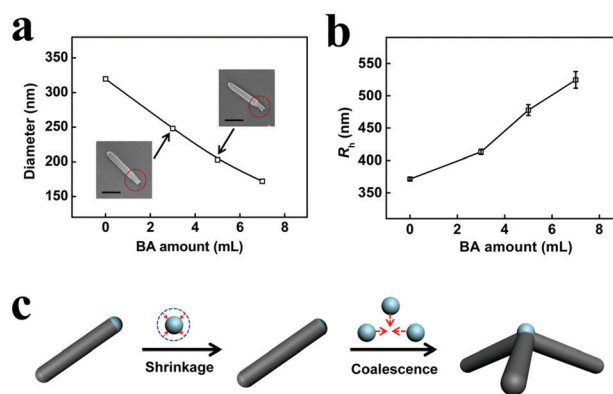 a
Diameter (nm)
350
300
250
200
150
0 2 4 6 8
BA amount (mL)
b
R_h (nm)
550
500
450
400
350
0 2 4 6 8
BA amount (mL)
c
Shrinkage
Coalescence